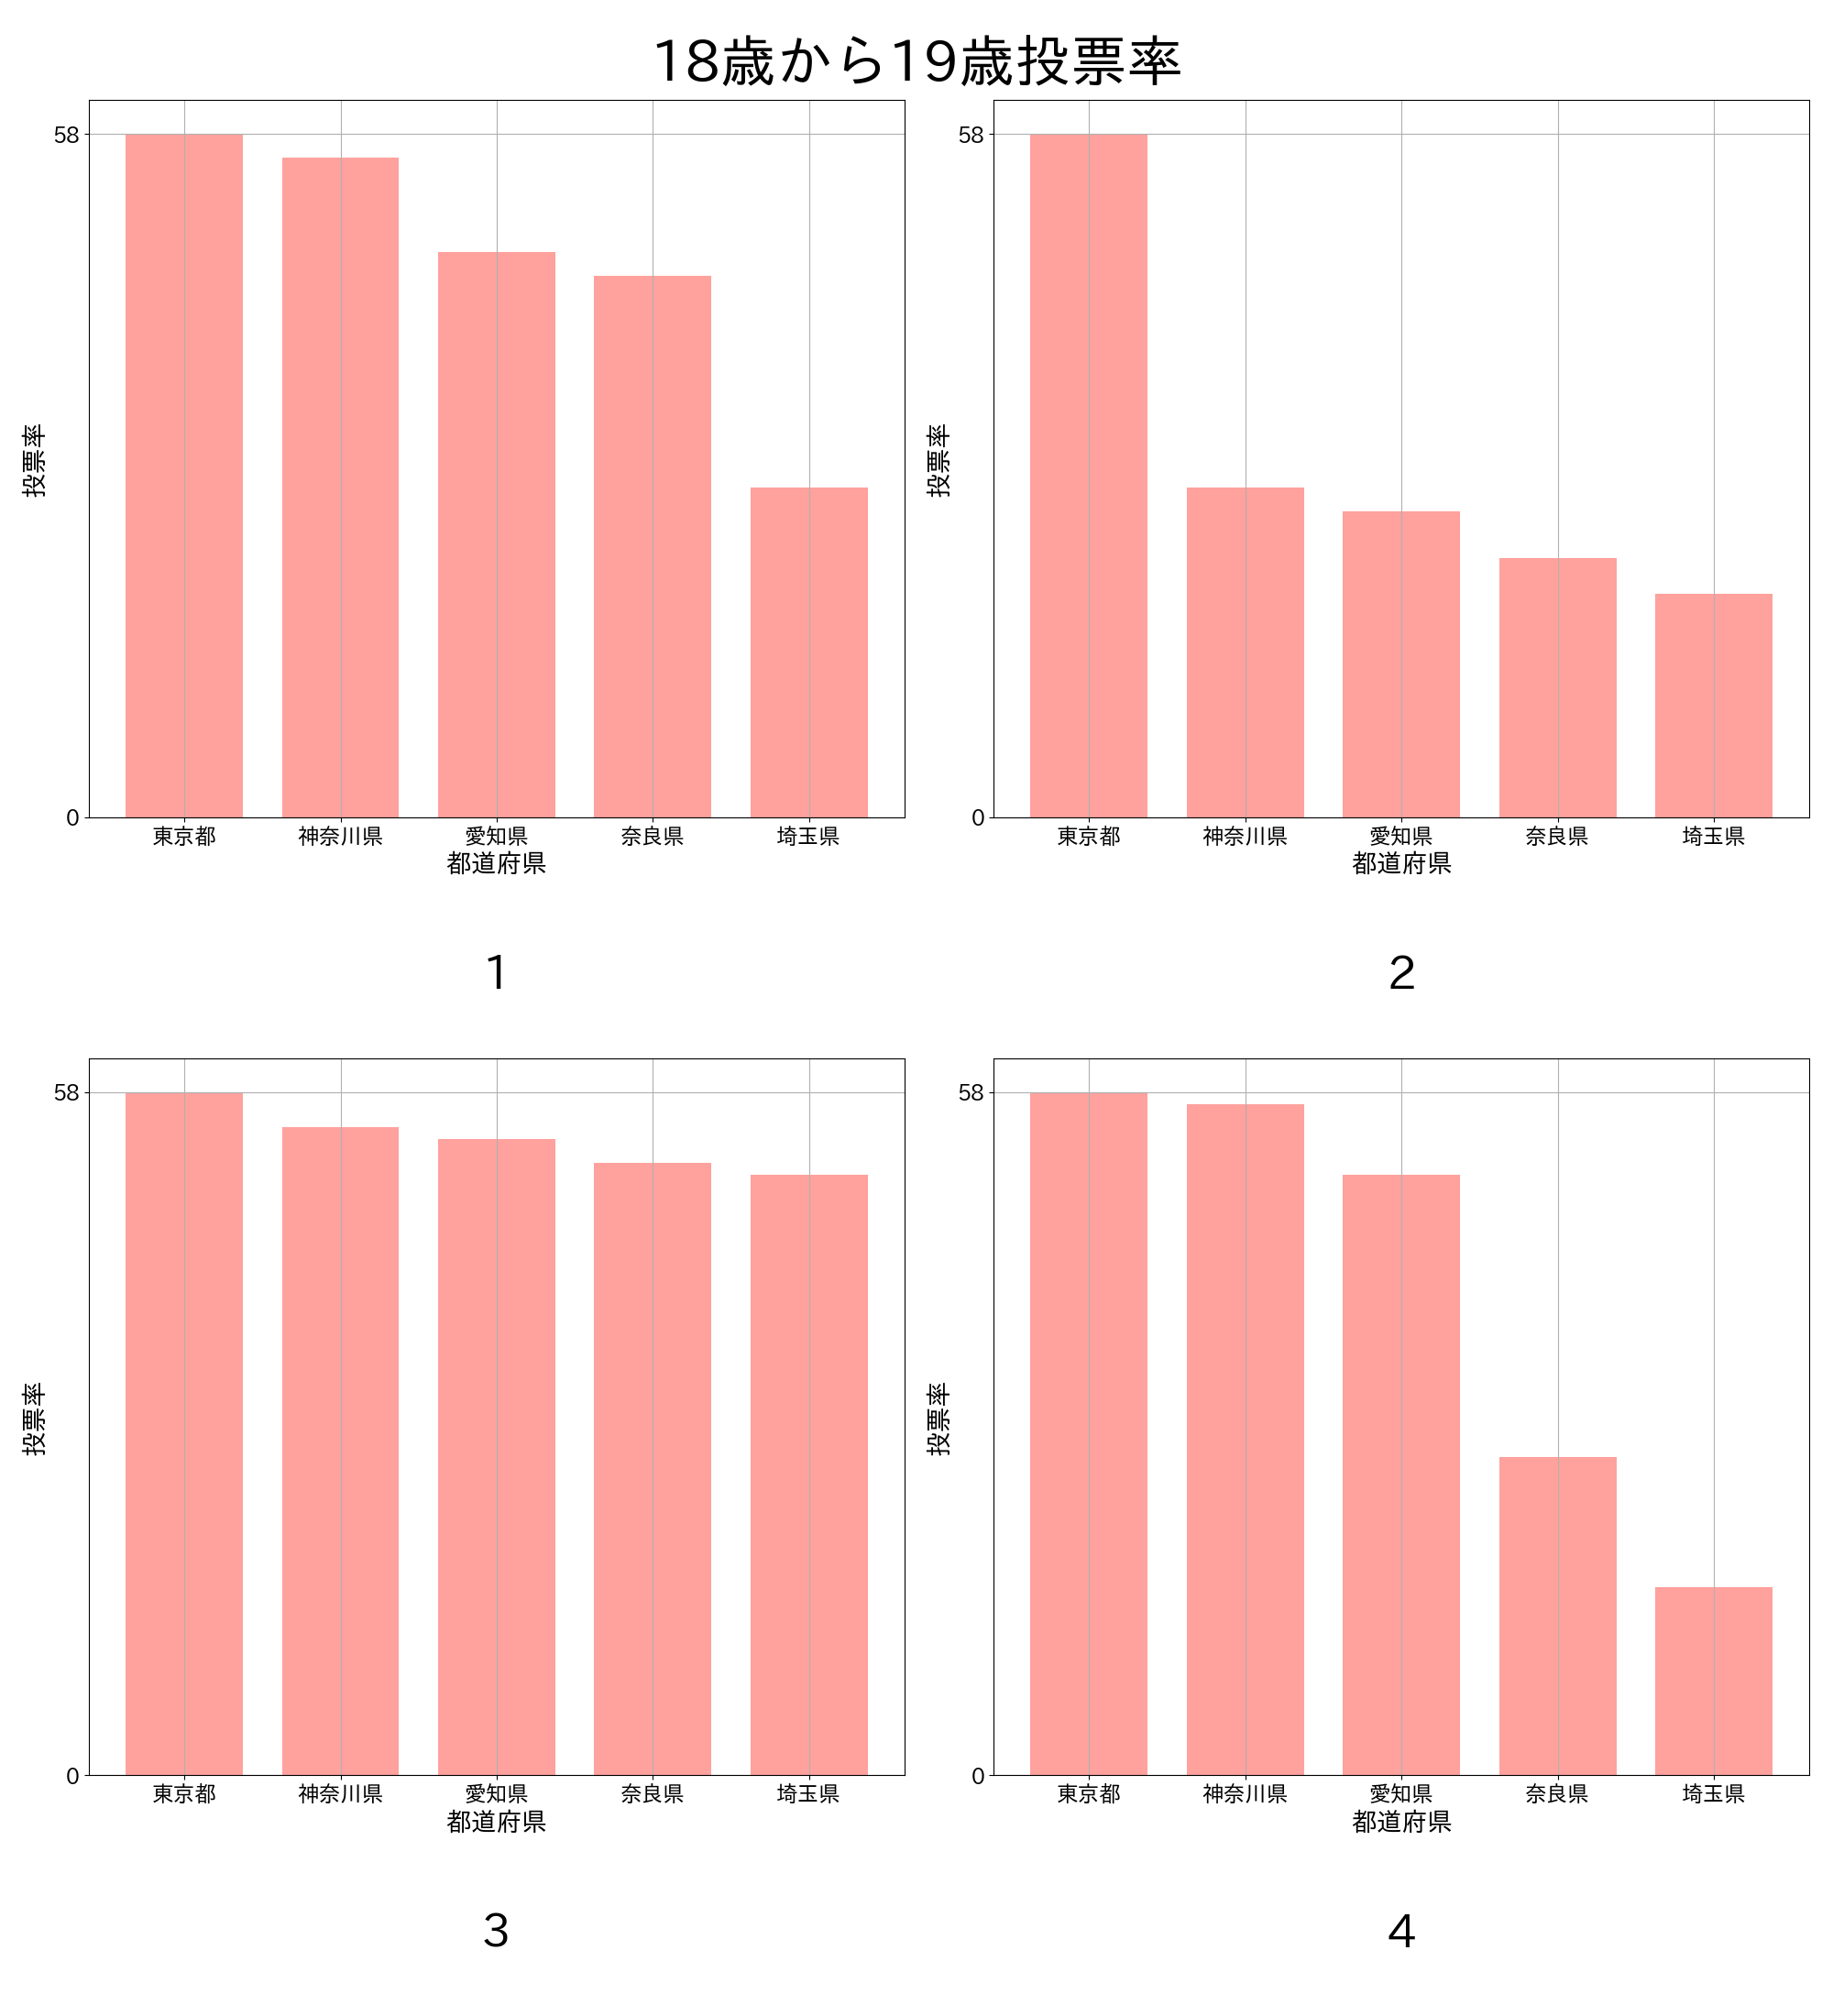 18歳から19歳投票率
58
0
投票率
東京都 神奈川県 愛知県 奈良県 埼玉県
都道府県
1
58
0
投票率
東京都 神奈川県 愛知県 奈良県 埼玉県
都道府県
2
58
0
投票率
東京都 神奈川県 愛知県 奈良県 埼玉県
都道府県
3
58
0
投票率
東京都 神奈川県 愛知県 奈良県 埼玉県
都道府県
4